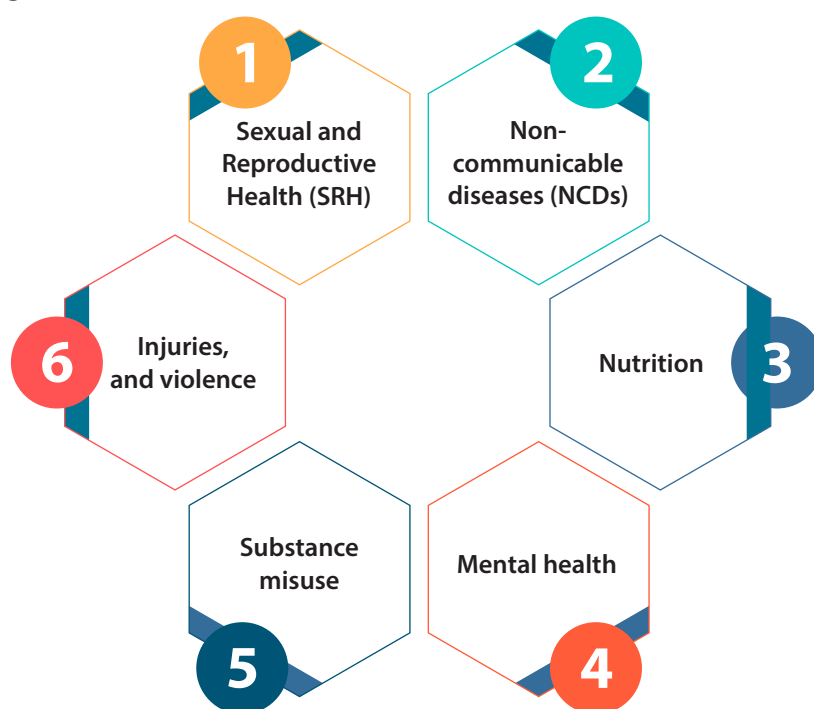 1
Sexual and
Reproductive
Health (SRH)
2
Non-
communicable
diseases (NCDs)
3
Nutrition
4
Mental health
5
Substance
misuse
6
Injuries,
and violence